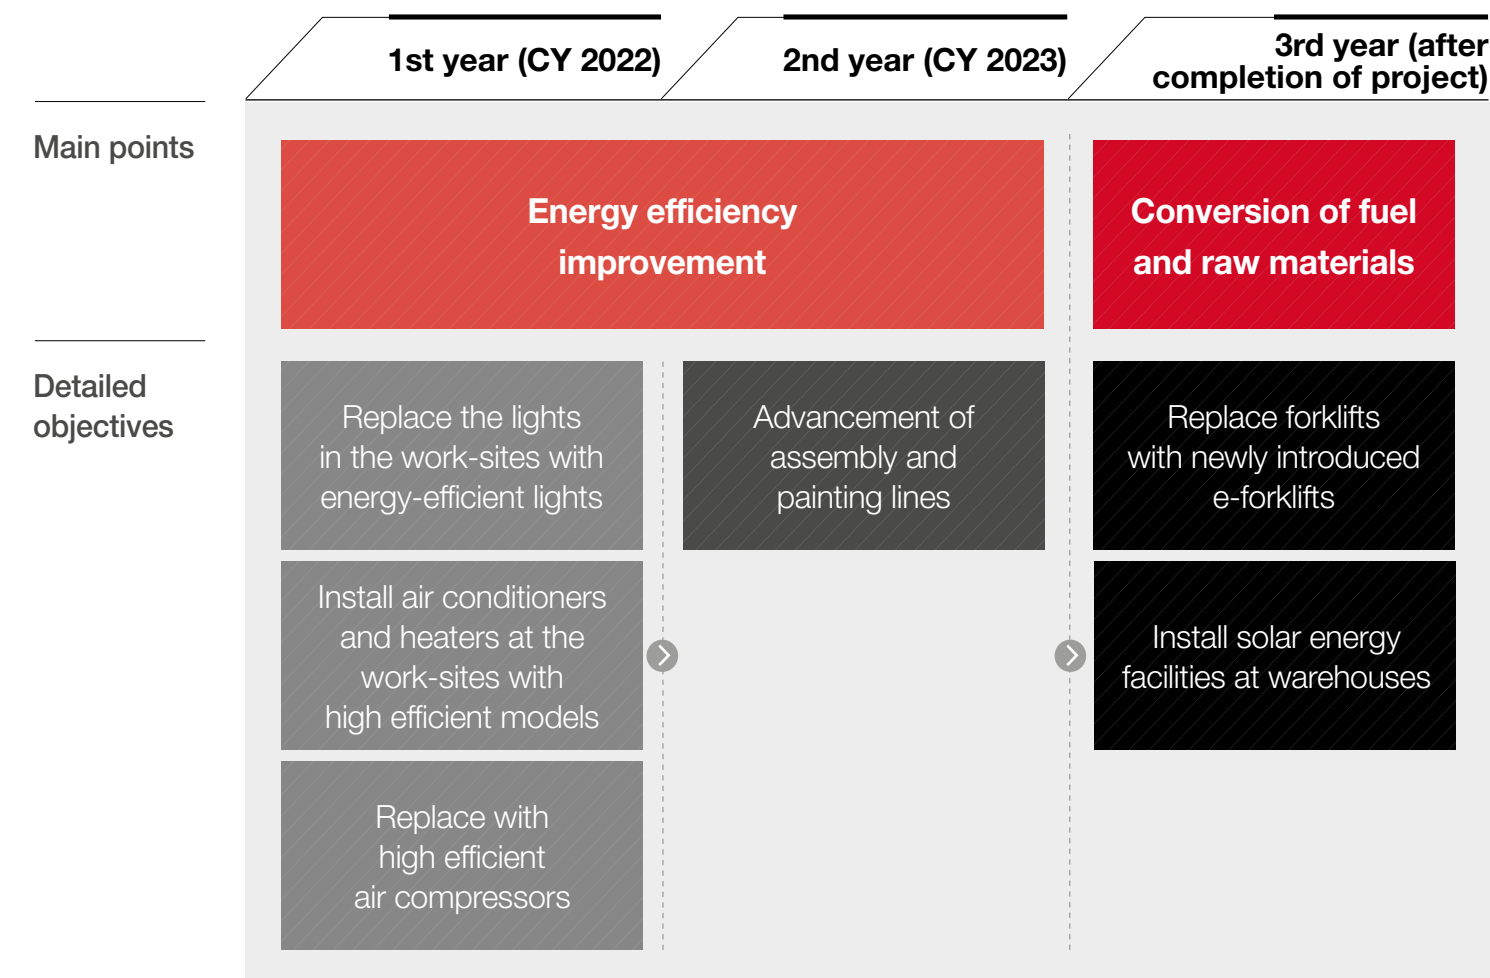 1st year (CY 2022)
2nd year (CY 2023)
3rd year (after
completion of project)
Main points
Energy efficiency
improvement
Conversion of fuel
and raw materials
Detailed
objectives
Replace the lights
in the work-sites with
energy-efficient lights
Advancement of
assembly and
painting lines
Replace forklifts
with newly introduced
e-forklifts
Install air conditioners
and heaters at the
work-sites with
high efficient models
Install solar energy
facilities at warehouses
Replace with
high efficient
air compressors